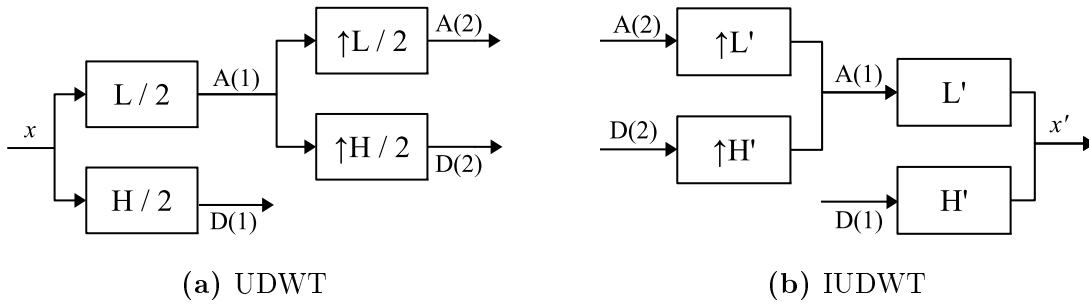 x
L / 2
H / 2
A(1)
D(1)
↑L / 2
↑H / 2
A(2)
D(2)
(a) UDWT
A(2)
D(2)
↑L'
↑H'
A(1)
D(1)
L'
H'
x'
(b) IUDWT